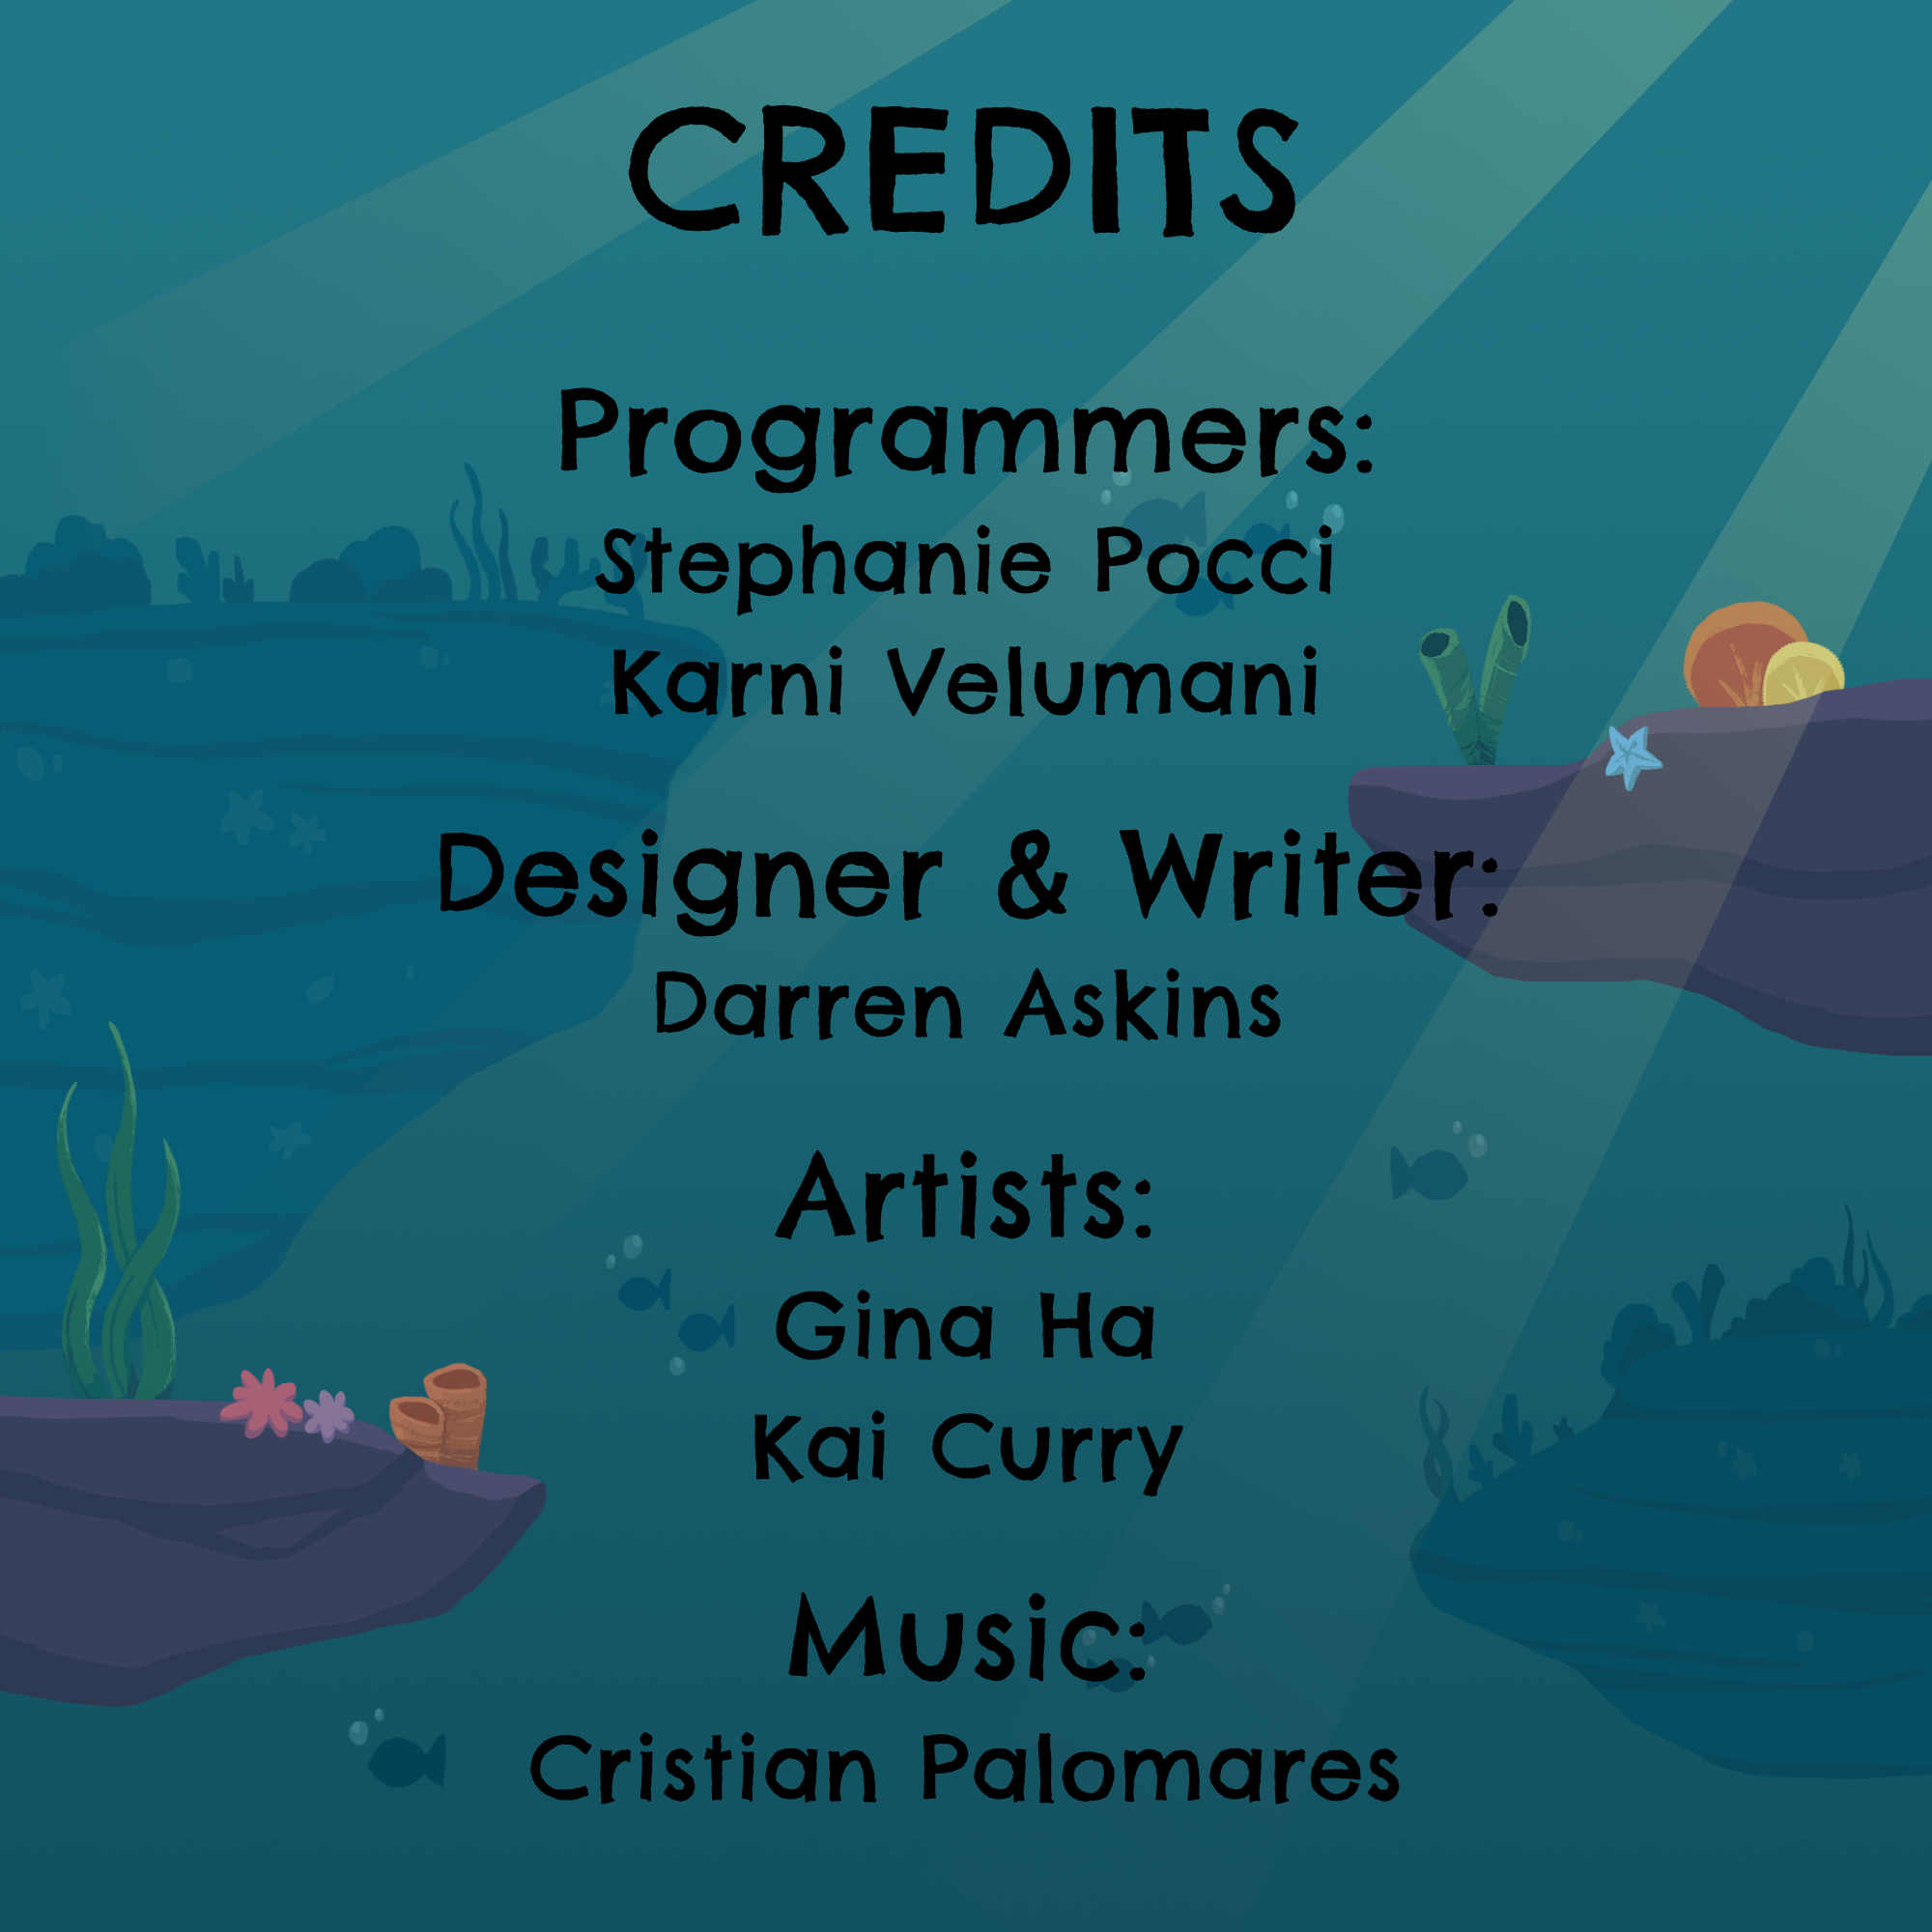 CREDITS
Programmers:
Stephanie Pocci
Karni Velumani
Designer & Writer:
Darren Askins
Artists:
Gina Ha
Kai Curry
Music:
Cristian Palomares